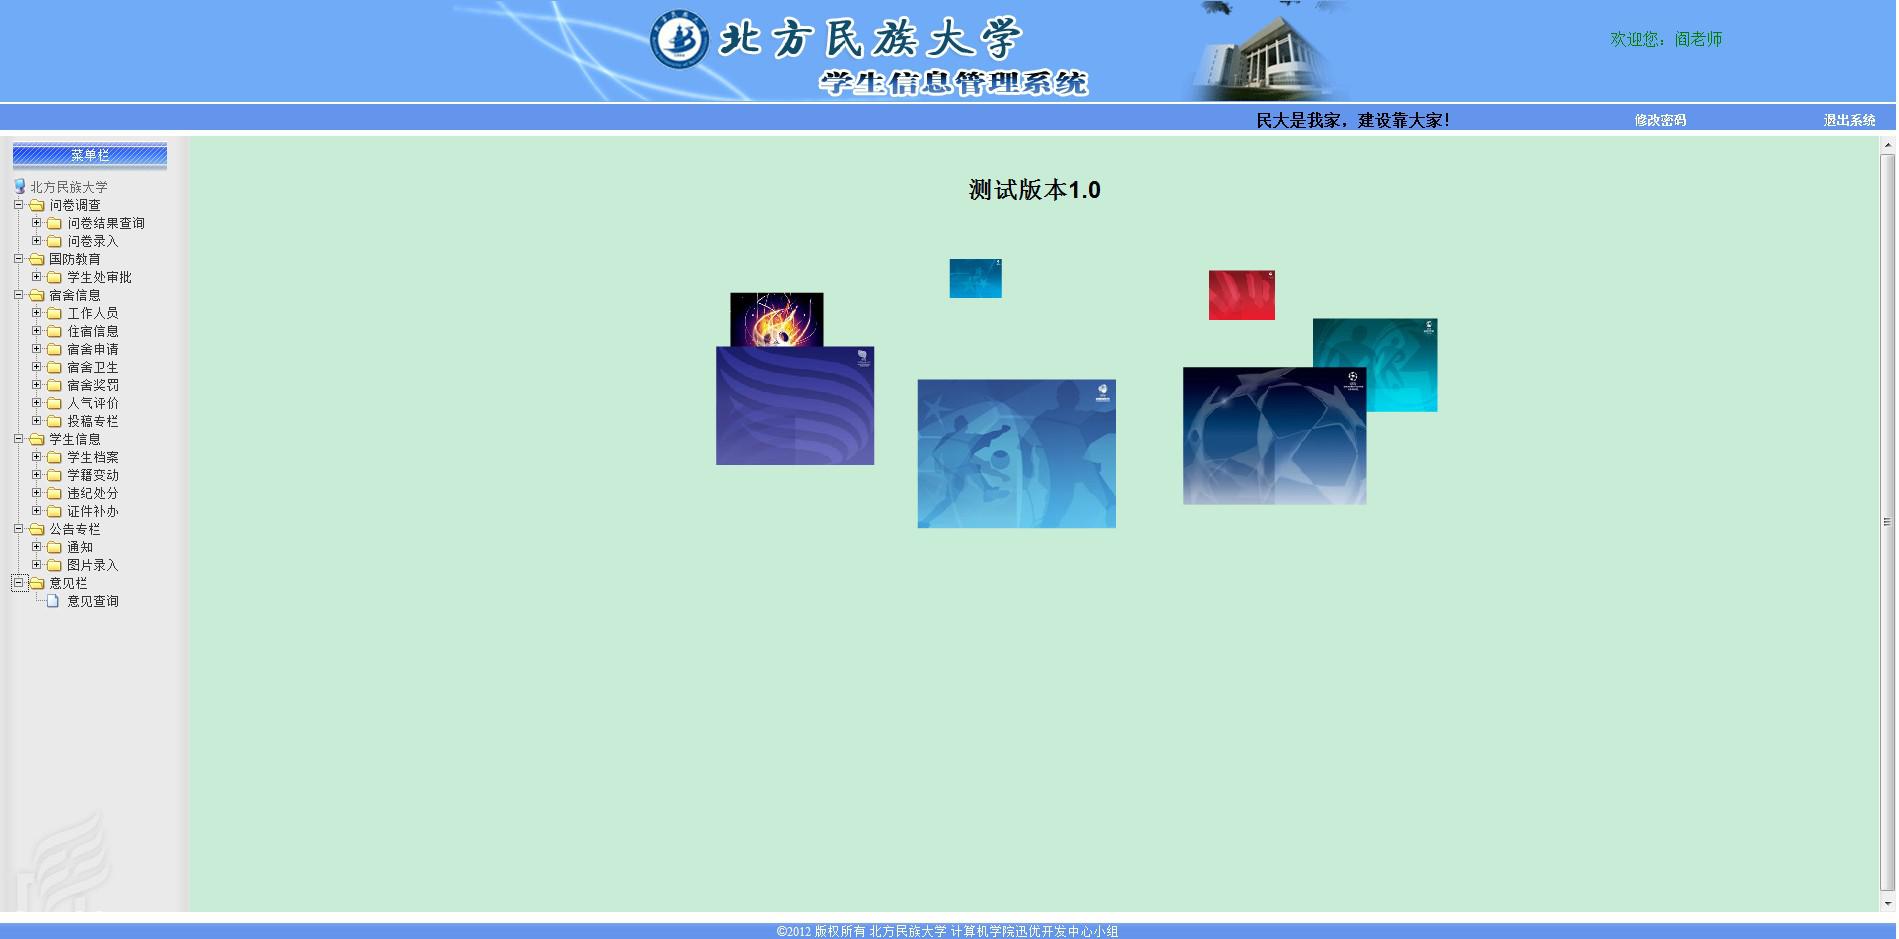 北方民族大学
学生信息管理系统
欢迎您：阎老师
民大是我家，建设靠大家！
修改密码
退出系统
菜单栏
北方民族大学
问卷调查
问卷结果查询
问卷录入
国防教育
学生处审批
宿舍信息
工作人员
住宿信息
宿舍申请
宿舍卫生
宿舍奖罚
人气评价
投稿专栏
学生信息
学生档案
学籍变动
违纪处分
证件补办
公告专栏
通知
图片录入
意见栏
意见查询
测试版本1.0
©2012 版权所有 北方民族大学 计算机学院迅优开发中心小组